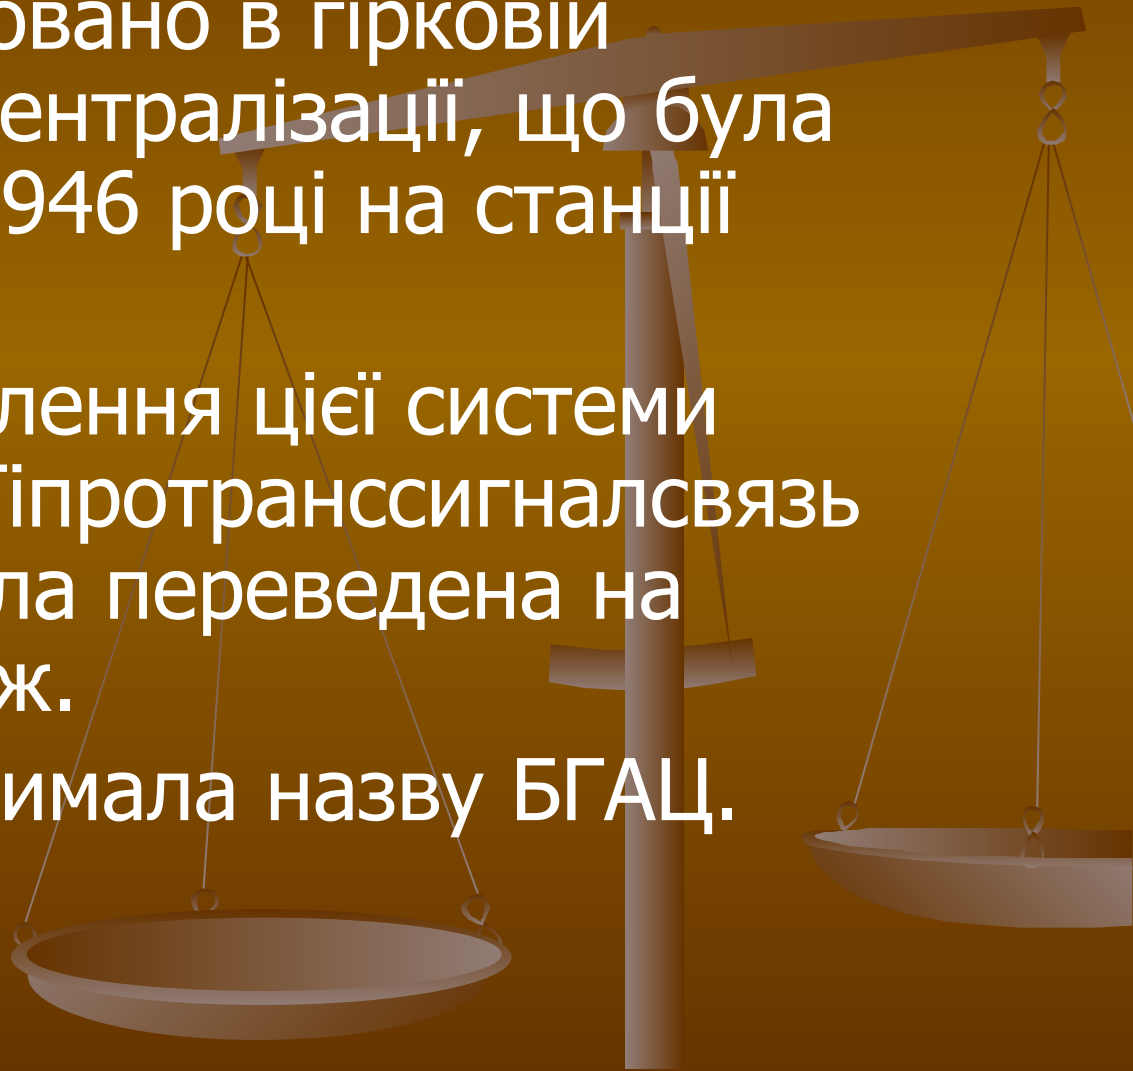 овано в гірковій
ентралізації, що була
946 році на станції
лення цієї системи
іпротранссигналсвязь
ла переведена на
ж.
имала назву БГАЦ.